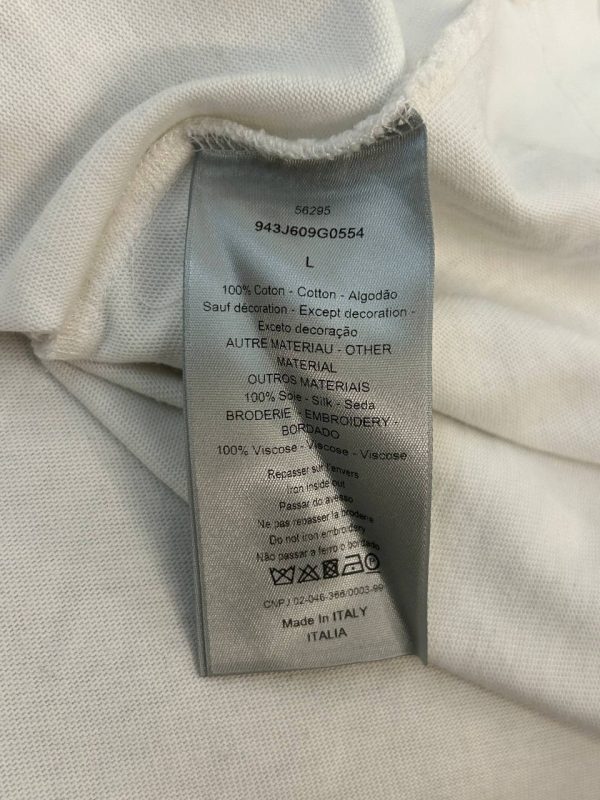 56295
943J609G0554
L
100% Coton - Cotton - Algodão
Sauf décoration - Except decoration -
Exceto decoração
AUTRE MATERIAU - OTHER
MATERIAL
OUTROS MATERIAIS
100% Soie - Silk - Seda
BRODERIE - EMBROIDERY -
BORDADO
100% Viscose - Viscose - Viscose
Repasser sur l'envers
Iron inside out
Passar do avesso
Ne pas repasser la broderie
Do not iron embroidery
Não passar a ferro o bordado
CNPJ 02-046-366/0003-99
Made In ITALY
ITALIA